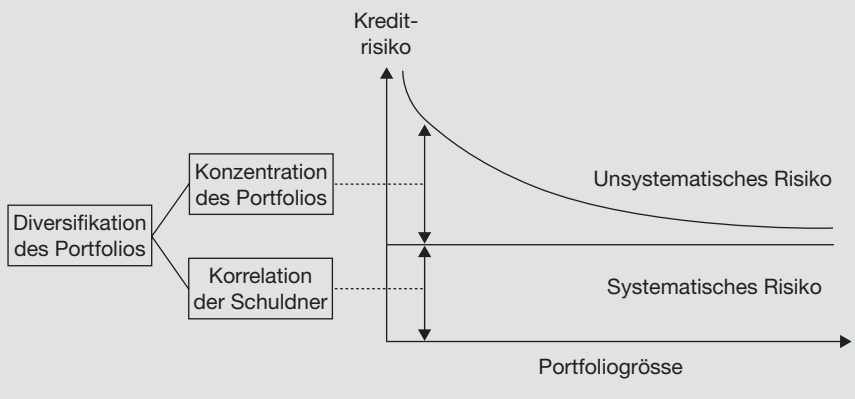 Kredit-
risiko
Konzentration
des Portfolios
Unsystematisches Risiko
Diversifikation
des Portfolios
Korrelation
der Schuldner
Systematisches Risiko
Portfoliogrösse